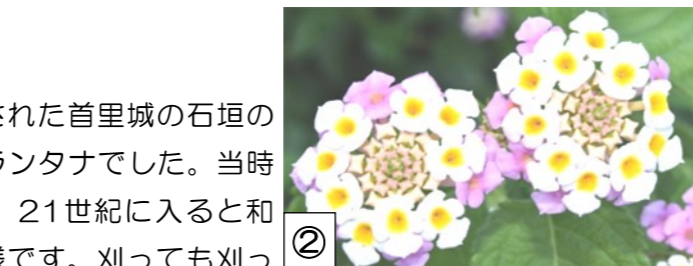 された首里城の石垣の
ランタナでした。当時
21世紀に入ると和
です。刈っても刈っ
②